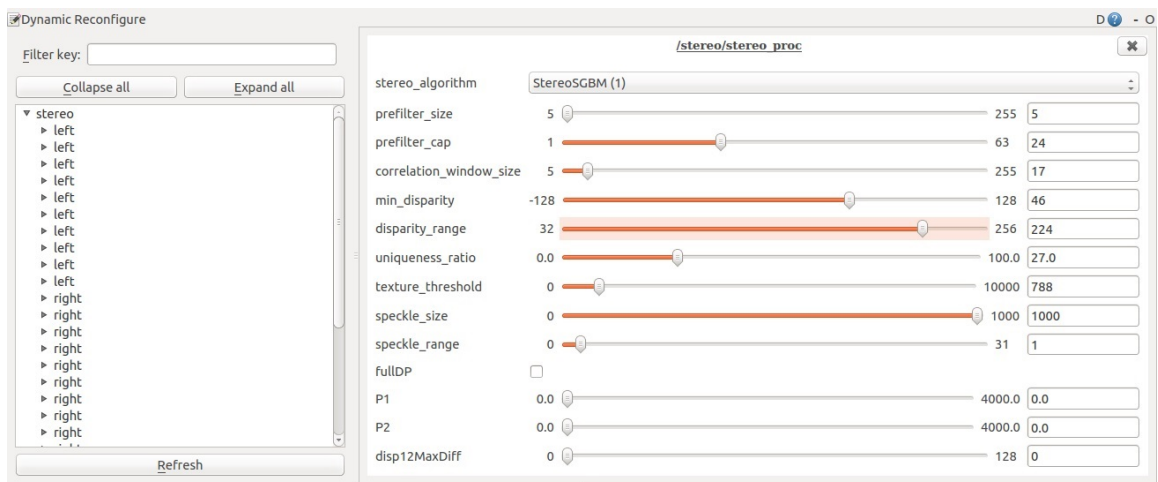 Dynamic Reconfigure D ? - O
Filter key:
Collapse all Expand all
stereo
left
left
left
left
left
left
left
left
left
left
right
right
right
right
right
right
right
right
right
Refresh
/stereo/stereo_proc
stereo_algorithm StereoSGBM (1)
prefilter_size 5 255 5
prefilter_cap 1 63 24
correlation_window_size 5 255 17
min_disparity -128 128 46
disparity_range 32 256 224
uniqueness_ratio 0.0 100.0 27.0
texture_threshold 0 10000 788
speckle_size 0 1000 1000
speckle_range 0 31 1
fullDP
P1 0.0 4000.0 0.0
P2 0.0 4000.0 0.0
disp12MaxDiff 0 128 0